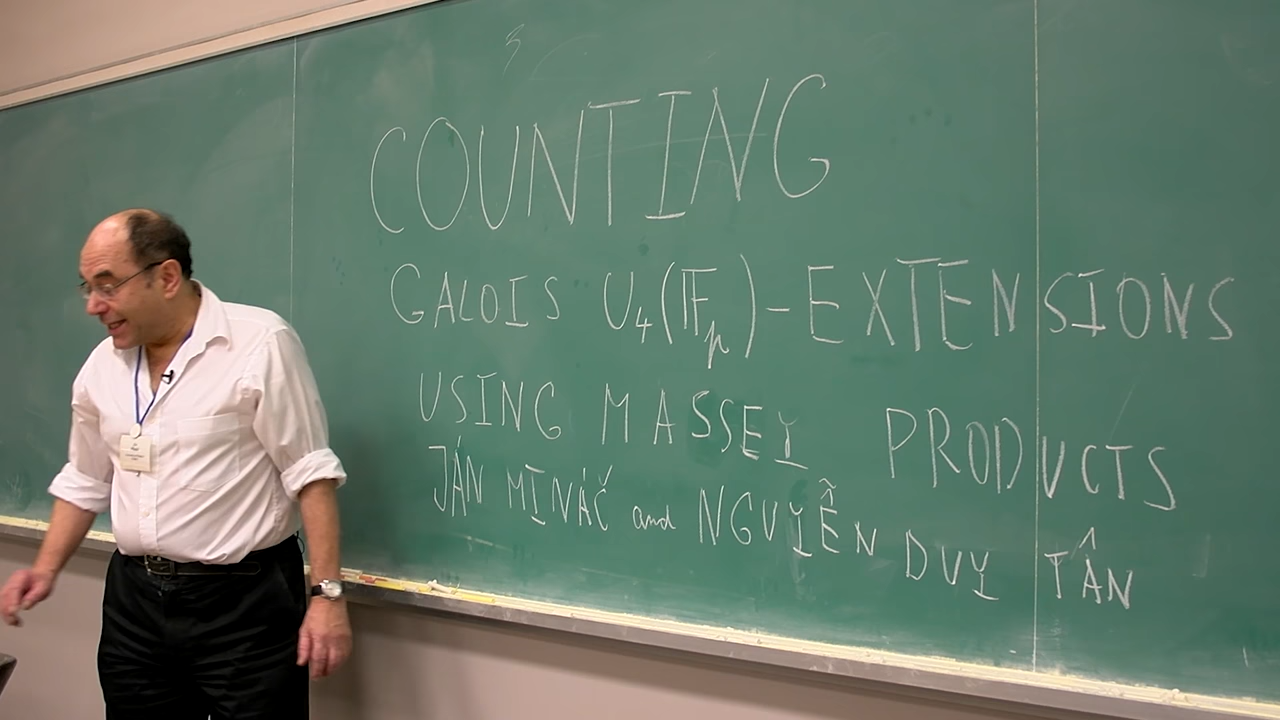 COUNTING
GALOIS U₄(𝔽ₚ)-EXTENSIONS
USING MASSEY PRODUCTS
JÁN MINÁČ and NGUYỄN DUY TÂN